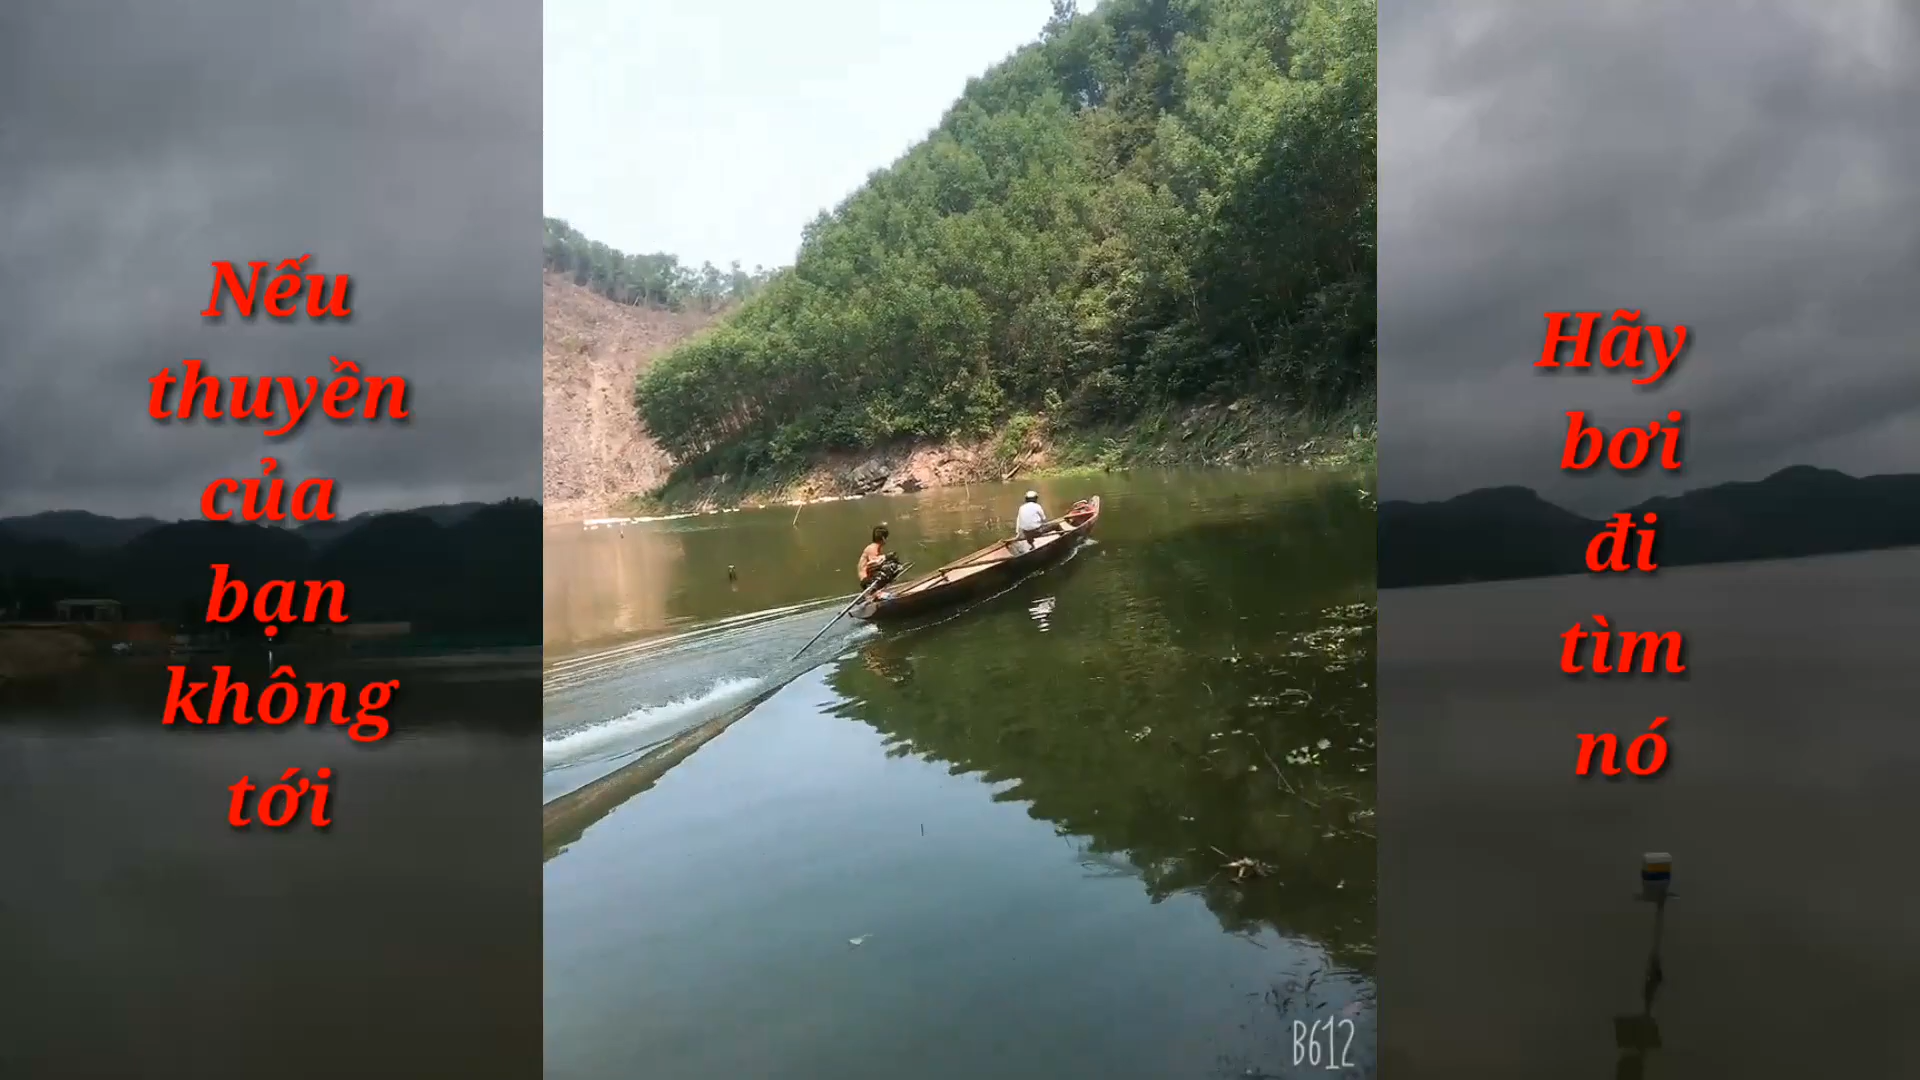 Nếu
thuyền
của
bạn
không
tới
Hãy
bơi
đi
tìm
nó
B612